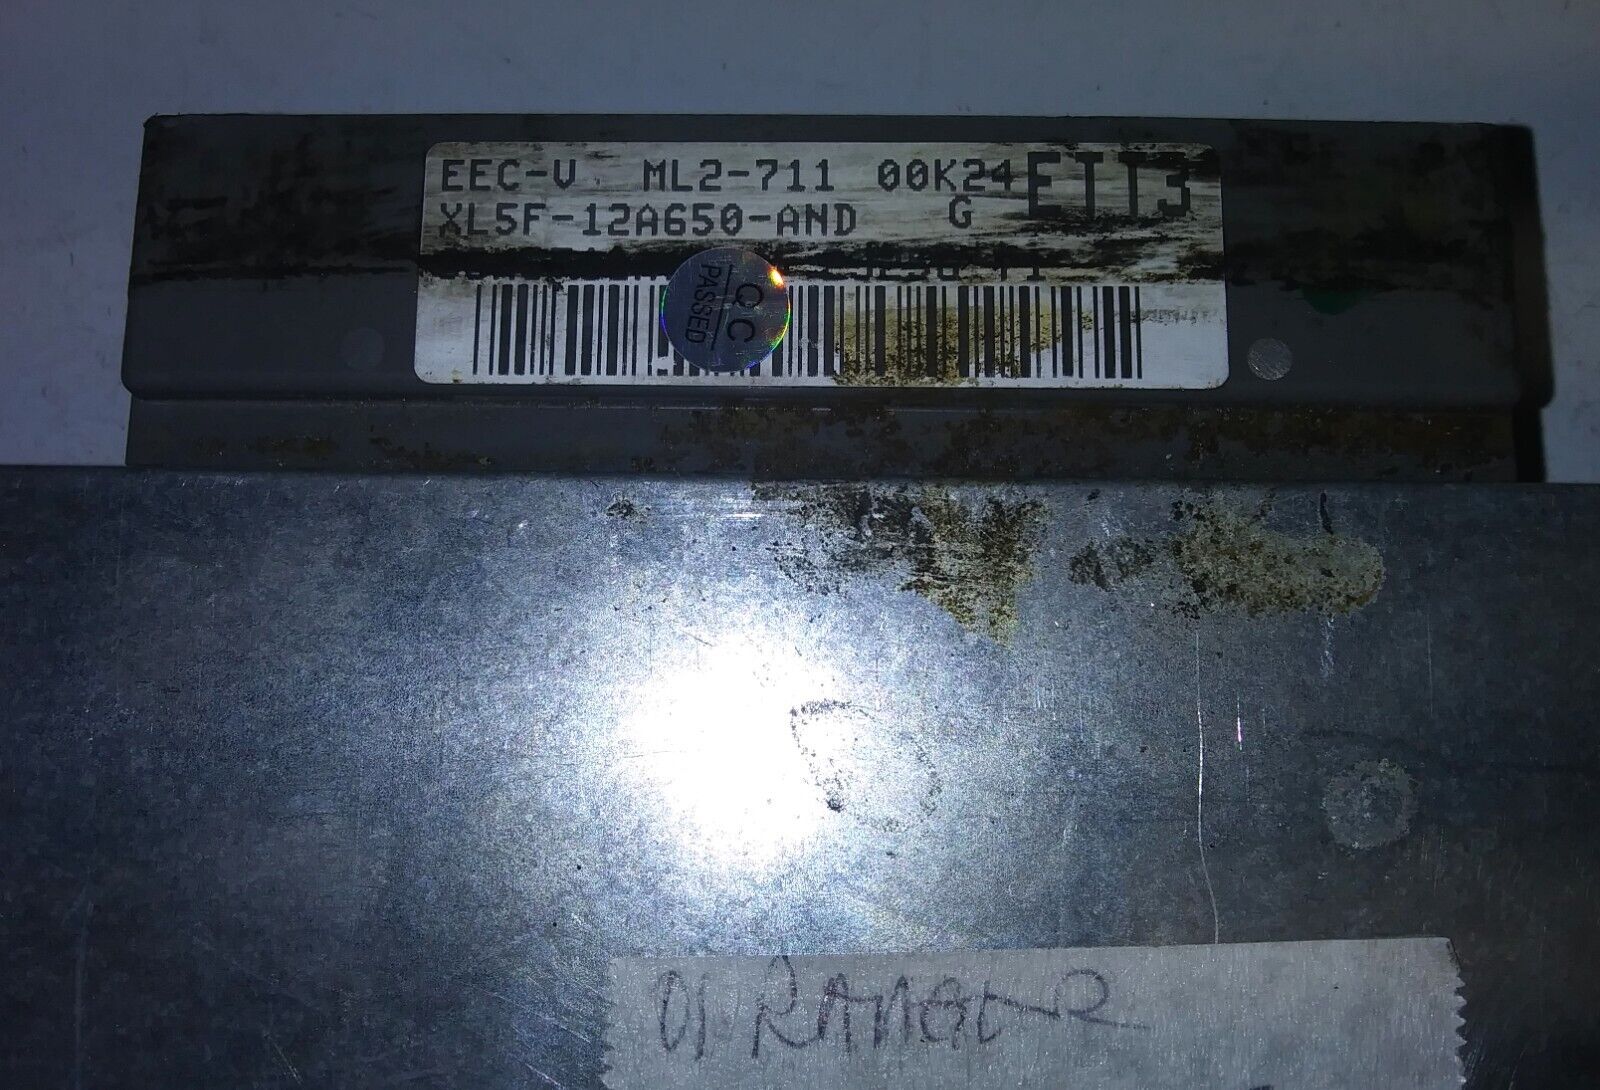 EEC-V ML2-711 00K24 ETT3
XL5F-12A650-AND G
QC
PASSED
01 RANGER